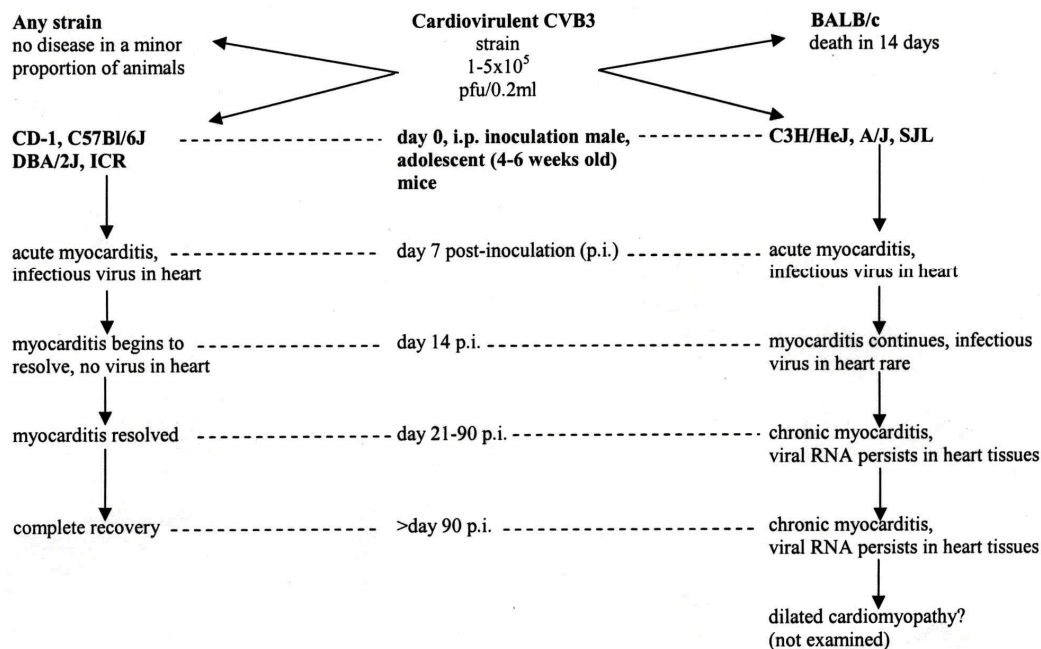 Any strain
no disease in a minor
proportion of animals
Cardiovirulent CVB3
strain
1-5x10⁵
pfu/0.2ml
BALB/c
death in 14 days
CD-1, C57Bl/6J
DBA/2J, ICR
day 0, i.p. inoculation male,
adolescent (4-6 weeks old)
mice
C3H/HeJ, A/J, SJL
acute myocarditis,
infectious virus in heart
day 7 post-inoculation (p.i.)
acute myocarditis,
infectious virus in heart
myocarditis begins to
resolve, no virus in heart
day 14 p.i.
myocarditis continues, infectious
virus in heart rare
myocarditis resolved
day 21-90 p.i.
chronic myocarditis,
viral RNA persists in heart tissues
complete recovery
>day 90 p.i.
chronic myocarditis,
viral RNA persists in heart tissues
dilated cardiomyopathy?
(not examined)